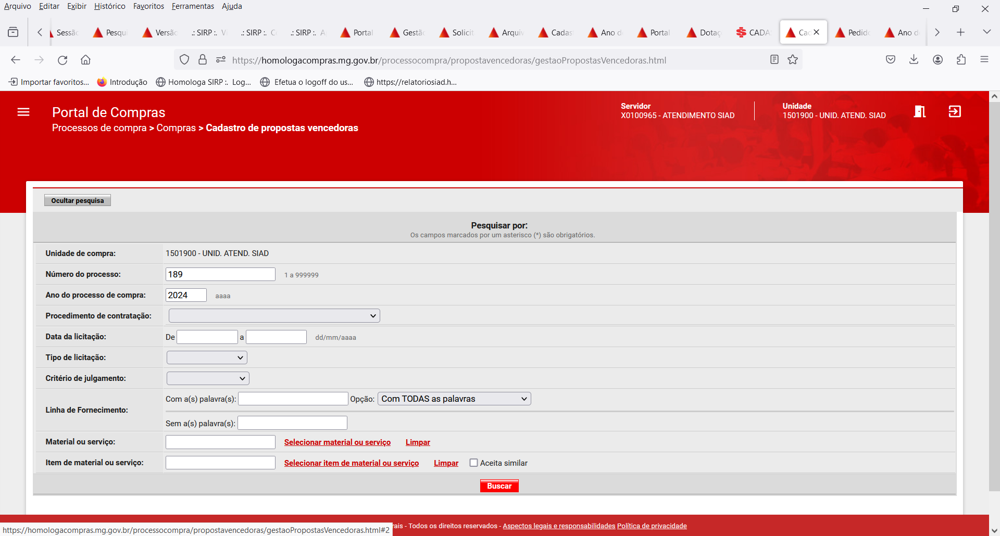 Arquivo Editar Exibir Histórico Favoritos Ferramentas Ajuda
Sessã Pesqui Versão .: SIRP :. V .: SIRP :. C .: SIRP :. A Portal Gestã Solicit Arquiv Cadas Ano d Portal Dotaç CADA Cac Pedid Ano d
https://homologacompras.mg.gov.br/processocompra/propostavencedoras/gestaoPropostasVencedoras.html
Importar favoritos... Introdução Homologa SIRP :. Log... Efetua o logoff do us... https://relatoriosiad.h...
Portal de Compras
Processos de compra > Compras > Cadastro de propostas vencedoras
Servidor
X0100965 - ATENDIMENTO SIAD
Unidade
1501900 - UNID. ATEND. SIAD
Ocultar pesquisa
Pesquisar por:
Os campos marcados por um asterisco (*) são obrigatórios.
Unidade de compra: 1501900 - UNID. ATEND. SIAD
Número do processo: 189 1 a 999999
Ano do processo de compra: 2024 aaaa
Procedimento de contratação:
Data da licitação: De a dd/mm/aaaa
Tipo de licitação:
Critério de julgamento:
Linha de Fornecimento:
Com a(s) palavra(s): Opção: Com TODAS as palavras
Sem a(s) palavra(s):
Material ou serviço: Selecionar material ou serviço Limpar
Item de material ou serviço: Selecionar item de material ou serviço Limpar Aceita similar
Buscar
rais - Todos os direitos reservados - Aspectos legais e responsabilidades Política de privacidade
https://homologacompras.mg.gov.br/processocompra/propostavencedoras/gestaoPropostasVencedoras.html#2